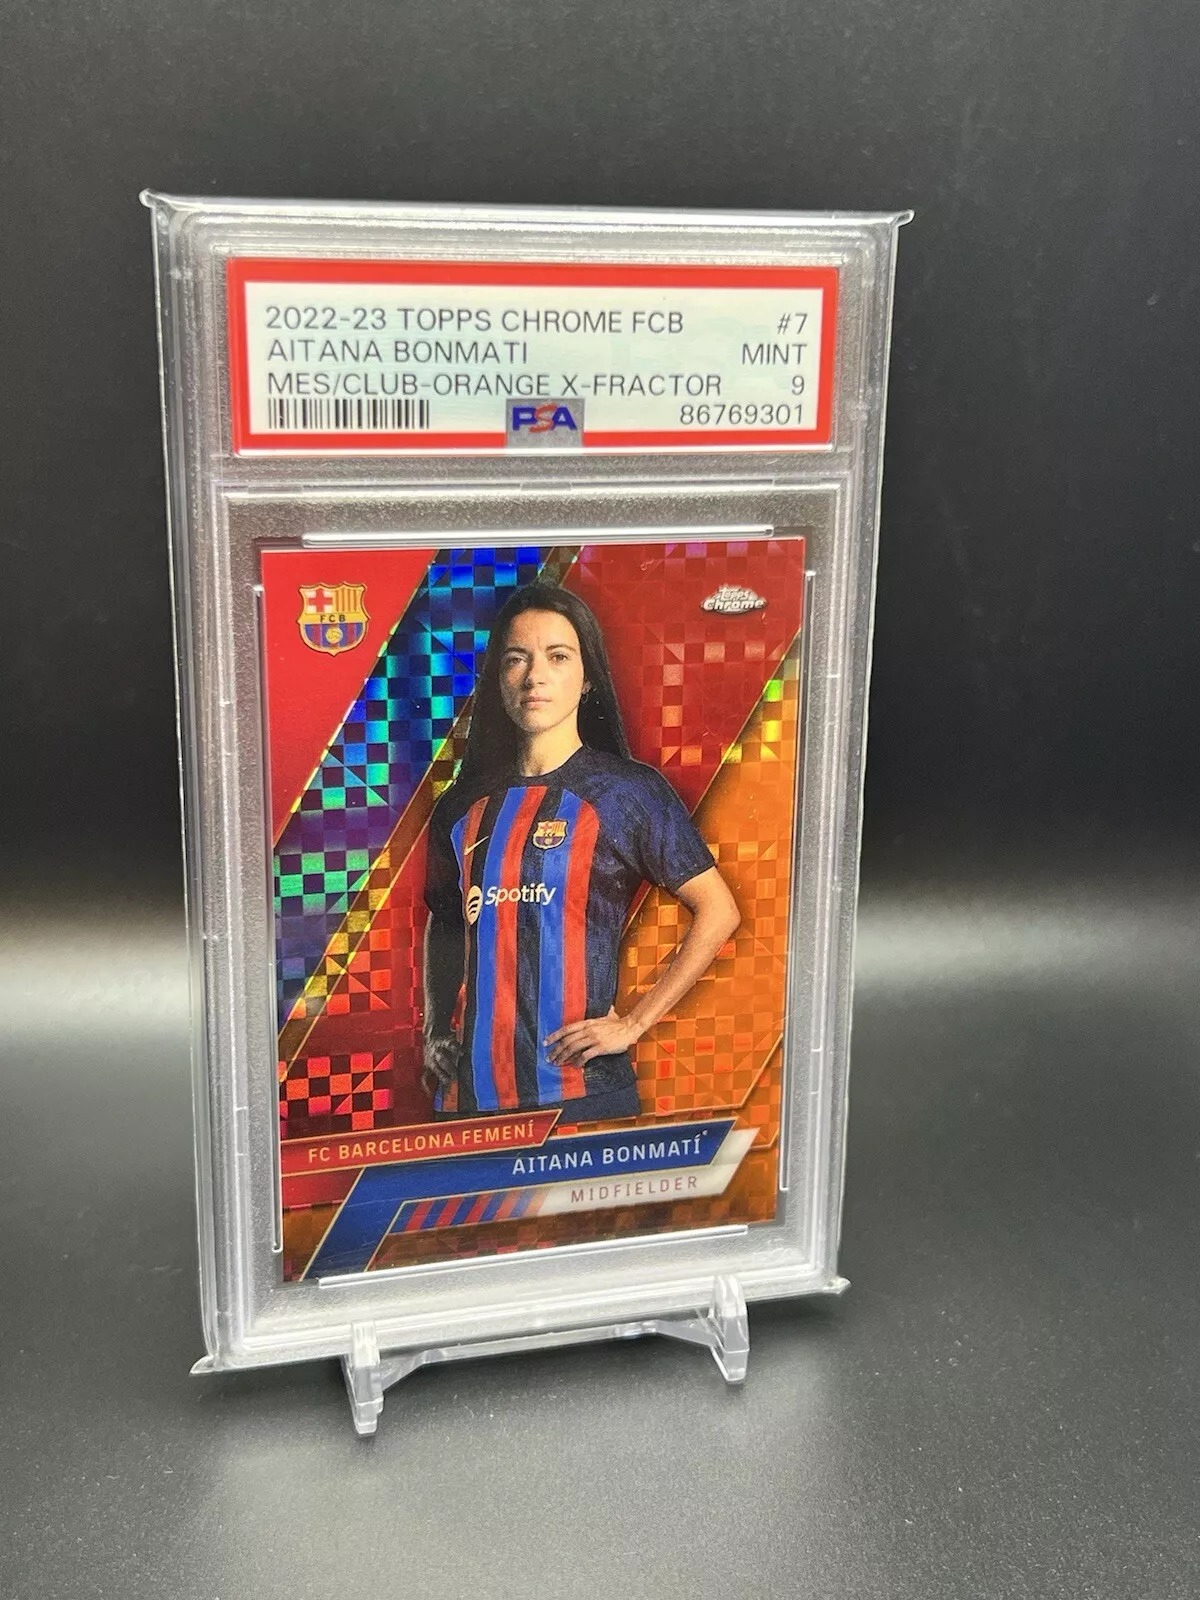 2022-23 TOPPS CHROME FCB #7
AITANA BONMATI MINT
MES/CLUB-ORANGE X-FRACTOR 9
PSA 86769301
FCB
Topps
Chrome
FCB
Spotify
FC BARCELONA FEMENÍ
AITANA BONMATÍ
MIDFIELDER